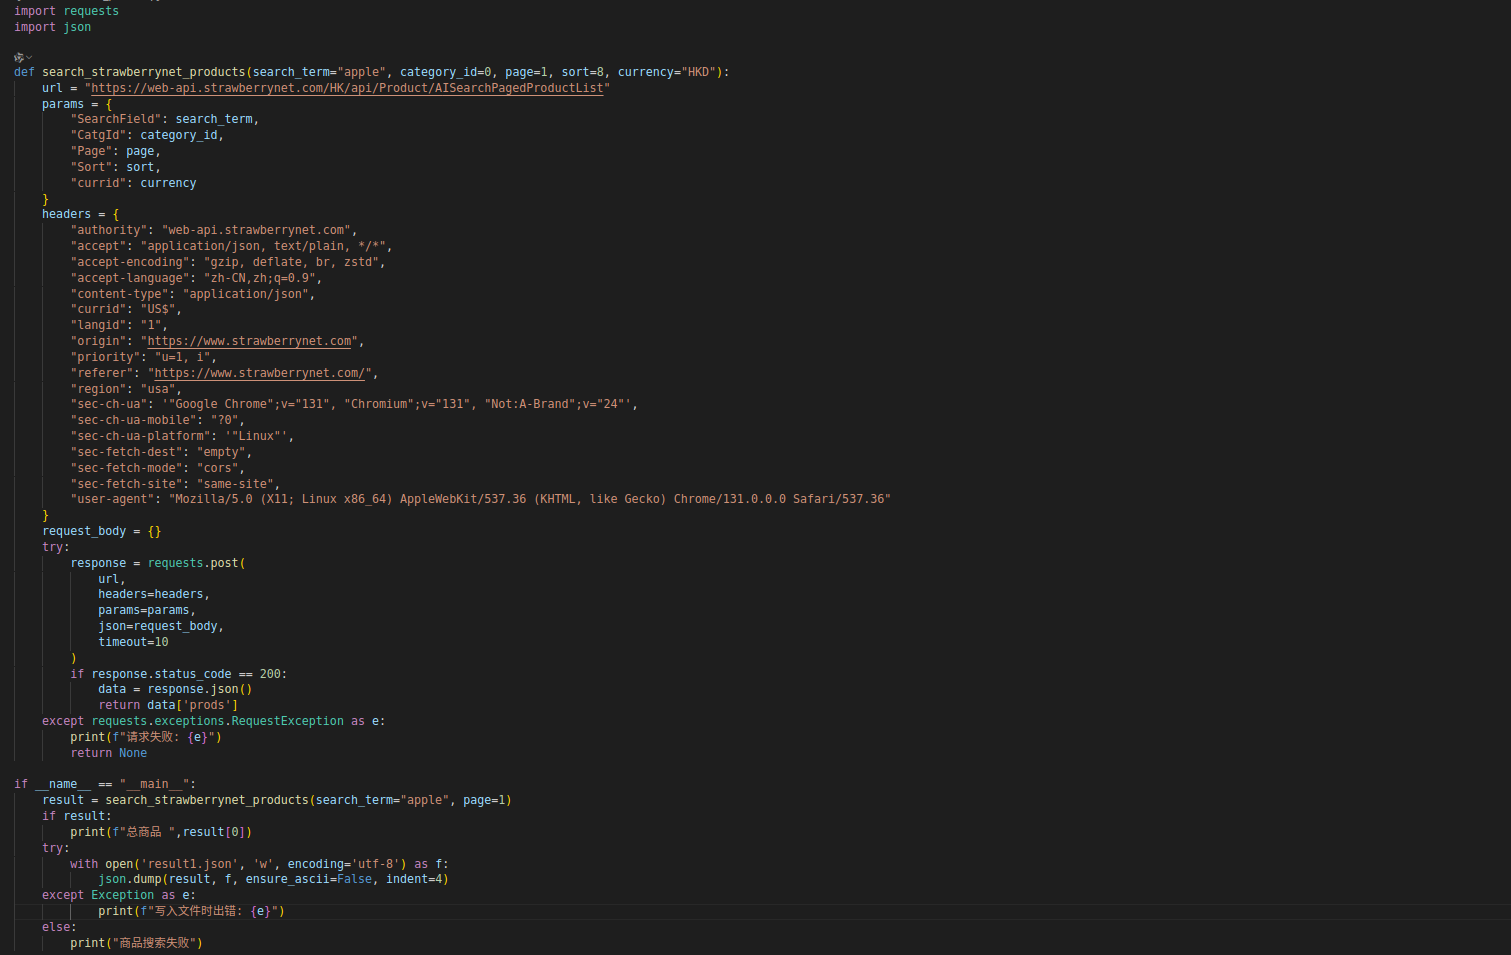 import requests
import json
def search_strawberrynet_products(search_term="apple", category_id=0, page=1, sort=8, currency="HKD"):
    url = "https://web-api.strawberrynet.com/HK/api/Product/AISearchPagedProductList"
    params = {
        "SearchField": search_term,
        "CatgId": category_id,
        "Page": page,
        "Sort": sort,
        "currid": currency
    }
    headers = {
        "authority": "web-api.strawberrynet.com",
        "accept": "application/json, text/plain, */*",
        "accept-encoding": "gzip, deflate, br, zstd",
        "accept-language": "zh-CN,zh;q=0.9",
        "content-type": "application/json",
        "currid": "US$",
        "langid": "1",
        "origin": "https://www.strawberrynet.com",
        "priority": "u=1, i",
        "referer": "https://www.strawberrynet.com/",
        "region": "usa",
        "sec-ch-ua": '"Google Chrome";v="131", "Chromium";v="131", "Not:A-Brand";v="24"',
        "sec-ch-ua-mobile": "?0",
        "sec-ch-ua-platform": '"Linux"',
        "sec-fetch-dest": "empty",
        "sec-fetch-mode": "cors",
        "sec-fetch-site": "same-site",
        "user-agent": "Mozilla/5.0 (X11; Linux x86_64) AppleWebKit/537.36 (KHTML, like Gecko) Chrome/131.0.0.0 Safari/537.36"
    }
    request_body = {}
    try:
        response = requests.post(
            url,
            headers=headers,
            params=params,
            json=request_body,
            timeout=10
        )
        if response.status_code == 200:
            data = response.json()
            return data['prods']
    except requests.exceptions.RequestException as e:
        print(f"请求失败: {e}")
        return None
if __name__ == "__main__":
    result = search_strawberrynet_products(search_term="apple", page=1)
    if result:
        print(f"总商品 ",result[0])
    try:
        with open('result1.json', 'w', encoding='utf-8') as f:
            json.dump(result, f, ensure_ascii=False, indent=4)
    except Exception as e:
            print(f"写入文件时出错: {e}")
    else:
        print("商品搜索失败")